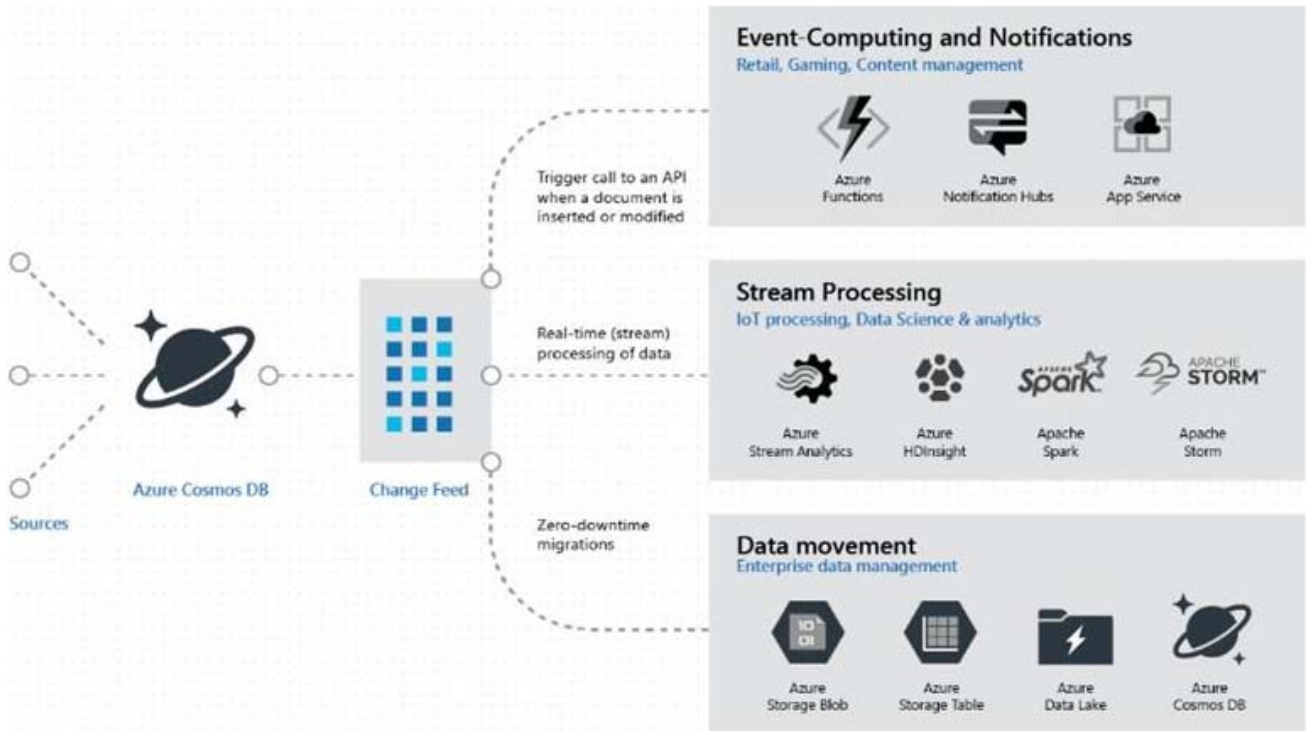 Event-Computing and Notifications
Retail, Gaming, Content management
Azure
Functions
Azure
Notification Hubs
Azure
App Service
Trigger call to an API
when a document is
inserted or modified
Stream Processing
IoT processing, Data Science & analytics
APACHE
Spark
APACHE
STORM™
Azure
Stream Analytics
Azure
HDInsight
Apache
Spark
Apache
Storm
Real-time (stream)
processing of data
Sources
Azure Cosmos DB
Change Feed
Zero-downtime
migrations
Data movement
Enterprise data management
10
01
Azure
Storage Blob
Azure
Storage Table
Azure
Data Lake
Azure
Cosmos DB